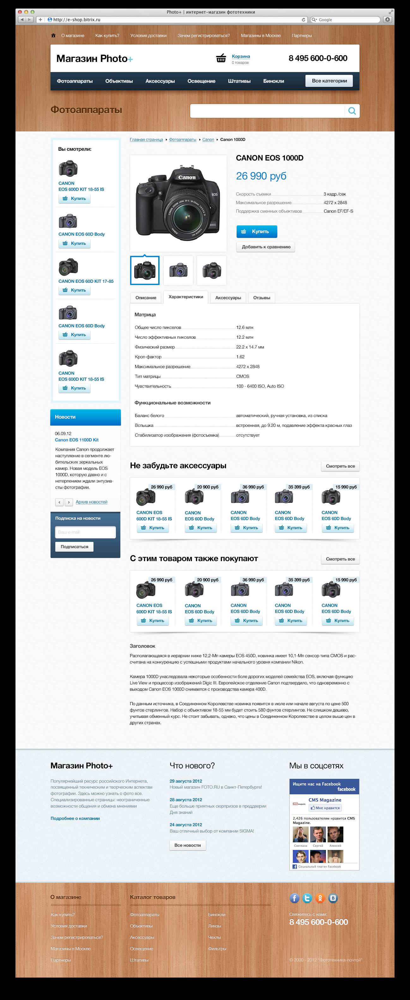 Photo+ | интернет-магазин фототехники
http://e-shop.bitrix.ru
Google
О магазине Как купить? Условия доставки Зачем регистрироваться? Магазины в Москве Партнеры
Магазин Photo+
Корзина
0 товаров
8 495 600-0-600
Фотоаппараты Объективы Аксессуары Освещение Штативы Бинокли Все категории
Фотоаппараты
Вы смотрели:
CANON
EOS 600D KIT 18-55 IS
Купить
CANON EOS 60D Body
Купить
CANON EOS 60D KIT 17-85
Купить
CANON EOS 60D Body
Купить
CANON
EOS 600D KIT 18-55 IS
Купить
Новости
06.09.12
Canon EOS 1100D Kit
Компания Canon продолжает
наступление в сегменте лю-
бительских зеркальных
камер. Новая модель EOS
1000D, которую давно и с
нетерпением ждали энтузиа-
сты фотографии.
Архив новостей
Подписка на новости
Ваш e-mail
Подписаться
Главная страница Фотоаппараты Canon Canon 1000D
Canon
EOS
CANON ZOOM LENS EF-S 18-55mm 1:3.5-5.6 IS
1000D
CANON EOS 1000D
26 990 руб
Скорость съемки 3 кадр./сек
Максимальное разрешение 4272 x 2848
Поддержка сменных объективов Canon EF/EF-S
Купить
Добавить к сравнению
Описание Характеристики Аксессуары Отзывы
Матрица
Общее число пикселов 12.6 млн
Число эффективных пикселов 12.2 млн
Физический размер 22.2 x 14.7 мм
Кроп-фактор 1.62
Максимальное разрешение 4272 x 2848
Тип матрицы CMOS
Чувствительность 100 - 6400 ISO, Auto ISO
Функциональные возможности
Баланс белого автоматический, ручная установка, из списка
Вспышка встроенная, до 9.20 м, подавление эффекта красных глаз
Стабилизатор изображения (фотосъемка) отсутствует
Не забудьте аксессуары
Смотреть все
26 990 руб 20 900 руб 36 990 руб 35 399 руб 15 990 руб
CANON EOS CANON CANON CANON CANON
600D KIT 18-55 IS EOS 60D Body EOS 60D Body EOS 60D Body EOS 60D Body
Купить Купить Купить Купить Купить
С этим товаром также покупают
Смотреть все
26 990 руб 20 900 руб 36 990 руб 35 399 руб 15 990 руб
CANON EOS CANON CANON CANON CANON
600D KIT 18-55 IS EOS 60D Body EOS 60D Body EOS 60D Body EOS 60D Body
Купить Купить Купить Купить Купить
Заголовок
Располагающаяся в иерархии ниже 12,2-Мп камеры EOS 450D, новинка имеет 10,1-Мп сенсор типа CMOS и рас-
считана на конкуренцию с успешными продуктами начального уровня компании Nikon.
Камера 1000D унаследовала некоторые особенности боле дорогих моделей семейства EOS, включая функцию
Live View и процессор изображений Digic III. Европейское отделение Canon подтвердило, что одновременно с
выходом Canon EOS 1000D снимается с производства камера 400D.
По данным источника, в Соединенном Королевстве новинка появится в июле или начале августа по цене 500
фунтов стерлингов. Набор с объективом 18-55 мм будет стоить 580 фунтов стерлингов. Не слишком дешево,
учитывая обменный курс. Не стоит забывать, однако, что цены в Соединенном Королевстве в целом выше цен в
других странах.
Магазин Photo+
Популярнейший ресурс российского Интернета,
посвященный техническим и творческим аспектам
фотографии. Здесь можно узнать о фото все.
Специализированные страницы: неограниченные
возможности общения и обмена мнениями
Подробнее о компании
Что нового?
29 августа 2012
Новый магазин FOTO.RU в Санкт-Петербурге!
28 августа 2012
Еще больше приятных сюрпризов в преддверии
Дня знаний
24 августа 2012
Ваш отличный выбор от компании SIGMA!
Все новости
Мы в соцсетях
Ищите нас на Facebook
facebook
CMS magazine
CMS Magazine
Мне нравится
2,426 пользователям нравится CMS
Magazine.
Светлана Сергей Алексей
Социальный плагин Facebook
О магазине
Как купить?
Условия доставки
Зачем регистрироваться?
Магазины в Москве
Партнеры
Каталог товаров
Фотоаппараты Бинокли
Объективы Линзы
Аксессуары Чехлы
Освещение Фильтры
Штативы
Свяжитесь с нами:
8 495 600-0-600
© 2000 - 2012 "Фототехника-почтой"